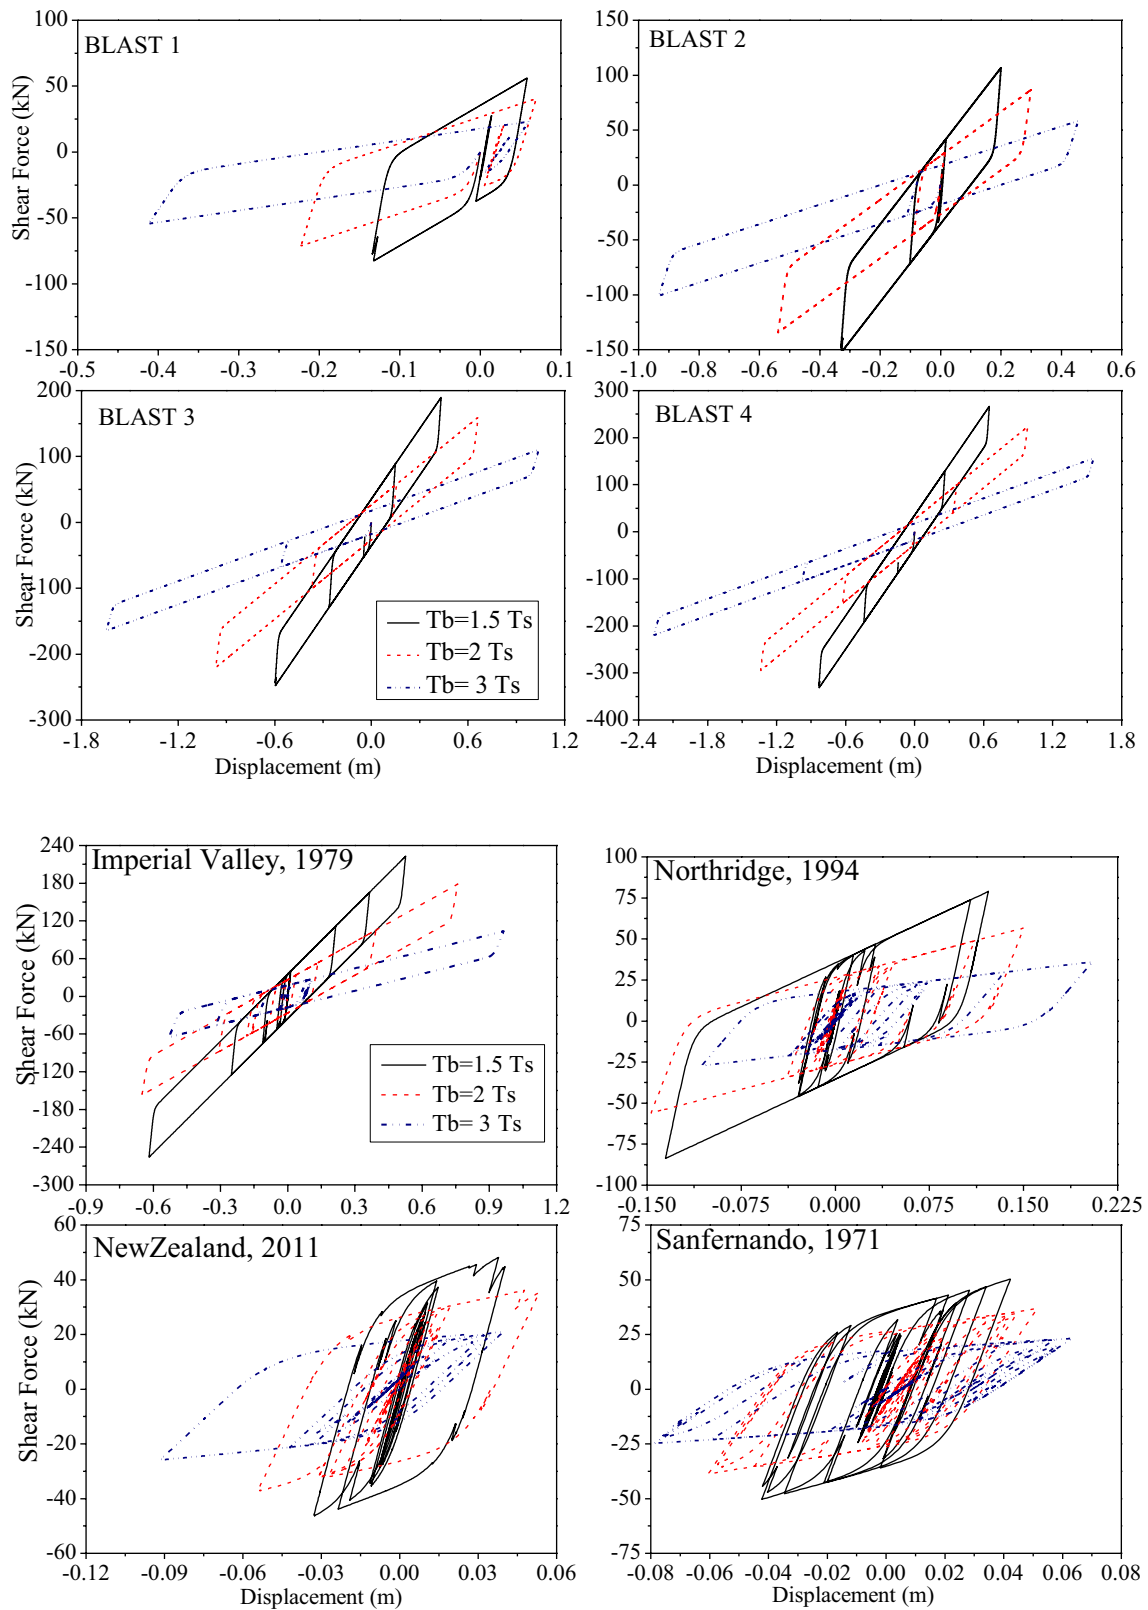 BLAST 1
BLAST 2
Shear Force (kN)
100
50
0
-50
-100
-150
-0.5 -0.4 -0.3 -0.2 -0.1 0.0 0.1
100
50
0
-50
-100
-150
-1.0 -0.8 -0.6 -0.4 -0.2 0.0 0.2 0.4 0.6
BLAST 3
BLAST 4
Shear Force (kN)
200
100
0
-100
-200
-300
-1.8 -1.2 -0.6 0.0 0.6 1.2
Displacement (m)
Tb=1.5 Ts
Tb=2 Ts
Tb= 3 Ts
300
200
100
0
-100
-200
-300
-400
-2.4 -1.8 -1.2 -0.6 0.0 0.6 1.2 1.8
Displacement (m)
Imperial Valley, 1979
Northridge, 1994
Shear Force (kN)
240
180
120
60
0
-60
-120
-180
-240
-300
-0.9 -0.6 -0.3 0.0 0.3 0.6 0.9 1.2
Tb=1.5 Ts
Tb=2 Ts
Tb= 3 Ts
100
75
50
25
0
-25
-50
-75
-100
-0.150 -0.075 0.000 0.075 0.150 0.225
NewZealand, 2011
Sanfernando, 1971
Shear Force (kN)
60
40
20
0
-20
-40
-60
-0.12 -0.09 -0.06 -0.03 0.00 0.03 0.06
Displacement (m)
75
50
25
0
-25
-50
-75
-0.08 -0.06 -0.04 -0.02 0.00 0.02 0.04 0.06 0.08
Displacement (m)